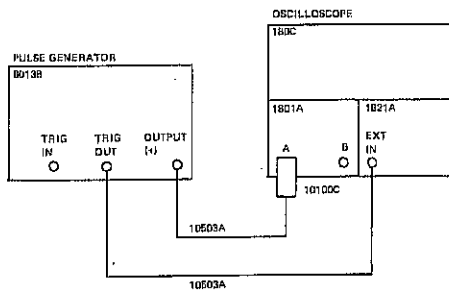 OSCILLOSCOPE
180C
PULSE GENERATOR
8013B
1801A
1821A
TRIG IN
TRIG OUT
OUTPUT (+)
A
B
EXT IN
10100C
10503A
10503A